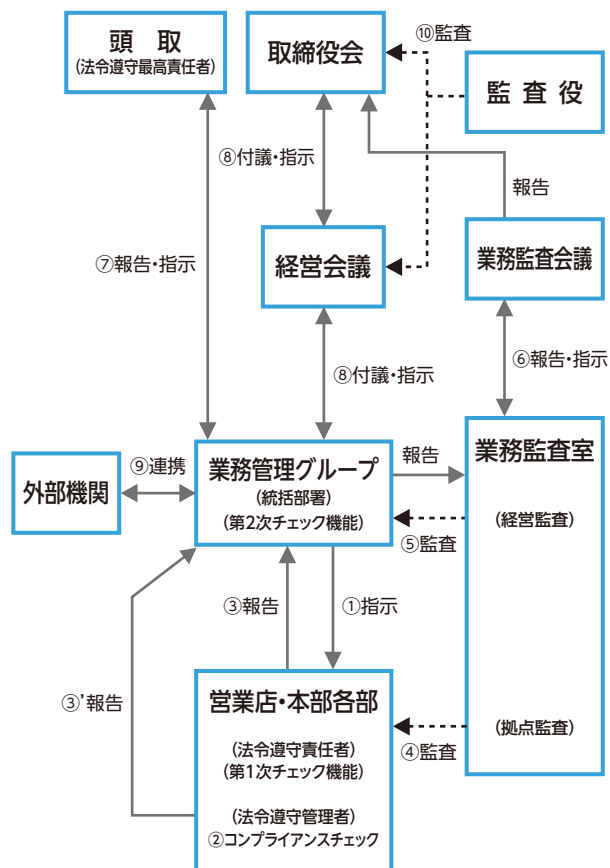 頭取
(法令遵守最高責任者)
取締役会
⑩監査
監査役
⑧付議・指示
報告
⑦報告・指示
経営会議
業務監査会議
⑧付議・指示
⑥報告・指示
外部機関
⑨連携
業務管理グループ
(統括部署)
(第2次チェック機能)
報告
業務監査室
(経営監査)
⑤監査
③報告
①指示
③’報告
営業店・本部各部
(法令遵守責任者)
(第1次チェック機能)
(法令遵守管理者)
②コンプライアンスチェック
④監査
(拠点監査)